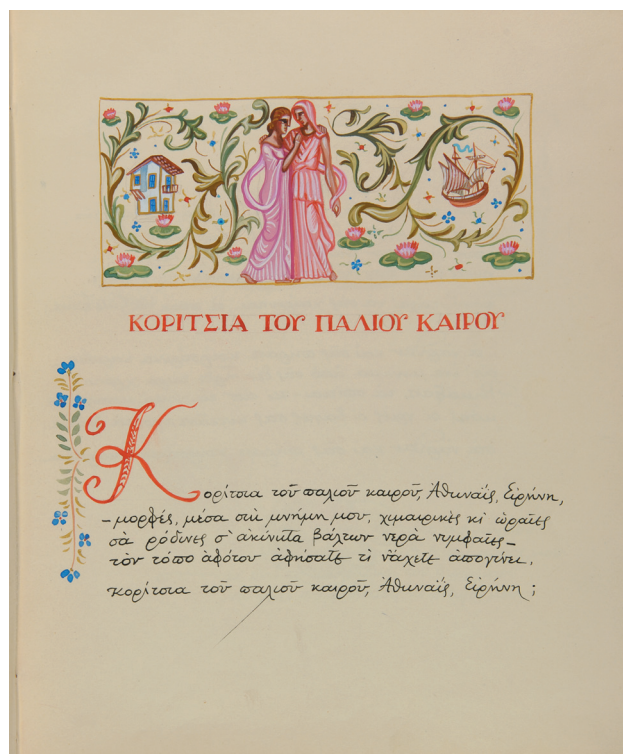 ΚΟΡΙΤΣΙΑ ΤΟΥ ΠΑΛΙΟΥ ΚΑΙΡΟΥ
Κορίτσια τοῦ παλιοῦ καιροῦ, Ἀθηναΐς, Εἰρήνη,
– μορφές, μέσα στὴ μνήμη μου, χιμαιρικὲς κι ὡραῖες
σὰ ρόδινες σ' ἀκίνητα βάλτων νερὰ νυμφαῖες –
τὸν τόπο ἀφότου ἀφήσατε τί νἄχετε ἀπογίνει,
κορίτσια τοῦ παλιοῦ καιροῦ, Ἀθηναΐς, Εἰρήνη;